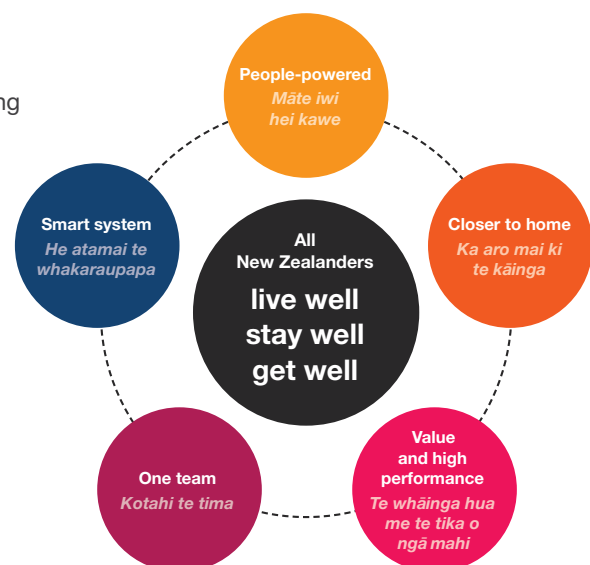 ng
People-powered
Māte iwi
hei kawe
Smart system
He atamai te
whakaraupapa
All
New Zealanders
live well
stay well
get well
Closer to home
Ka aro mai ki
te kāinga
One team
Kotahi te tima
Value
and high
performance
Te whāinga hua
me te tika o
ngā mahi